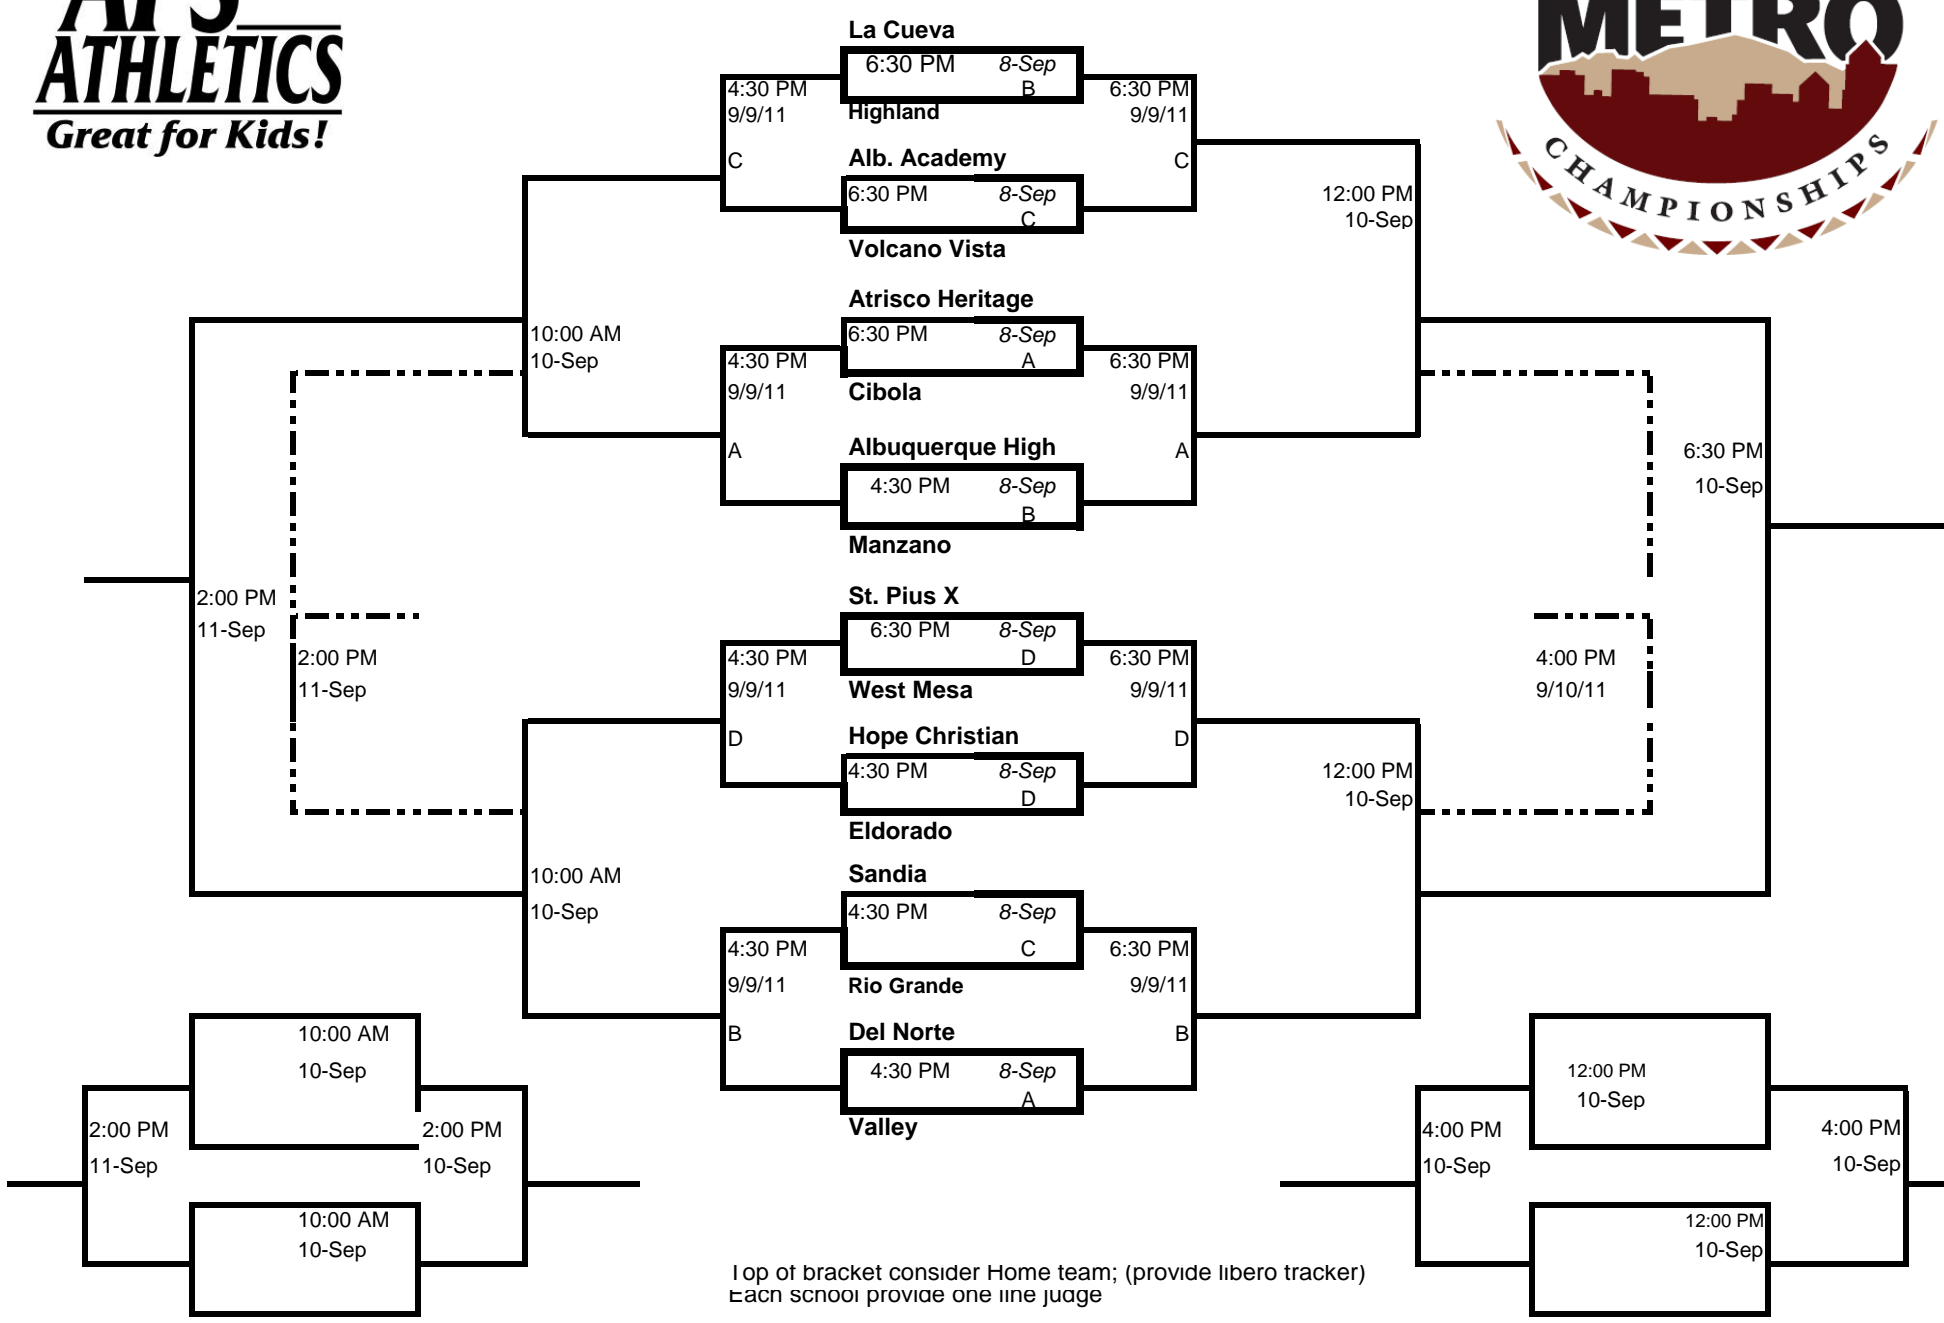 APS
ATHLETICS
Great for Kids!
METRO
CHAMPIONSHIPS
La Cueva
6:30 PM 8-Sep
B
Highland
4:30 PM
9/9/11
C
6:30 PM
9/9/11
C
Alb. Academy
6:30 PM 8-Sep
C
Volcano Vista
12:00 PM
10-Sep
Atrisco Heritage
6:30 PM 8-Sep
A
Cibola
10:00 AM
10-Sep
4:30 PM
9/9/11
A
6:30 PM
9/9/11
A
Albuquerque High
4:30 PM 8-Sep
B
Manzano
6:30 PM
10-Sep
2:00 PM
11-Sep
2:00 PM
11-Sep
St. Pius X
6:30 PM 8-Sep
D
West Mesa
4:30 PM
9/9/11
D
6:30 PM
9/9/11
D
4:00 PM
9/10/11
Hope Christian
4:30 PM 8-Sep
D
Eldorado
12:00 PM
10-Sep
10:00 AM
10-Sep
Sandia
4:30 PM 8-Sep
C
Rio Grande
4:30 PM
9/9/11
B
6:30 PM
9/9/11
B
Del Norte
4:30 PM 8-Sep
A
Valley
10:00 AM
10-Sep
2:00 PM
11-Sep
2:00 PM
10-Sep
10:00 AM
10-Sep
12:00 PM
10-Sep
4:00 PM
10-Sep
4:00 PM
10-Sep
12:00 PM
10-Sep
Top of bracket consider Home team; (provide libero tracker)
Each school provide one line judge